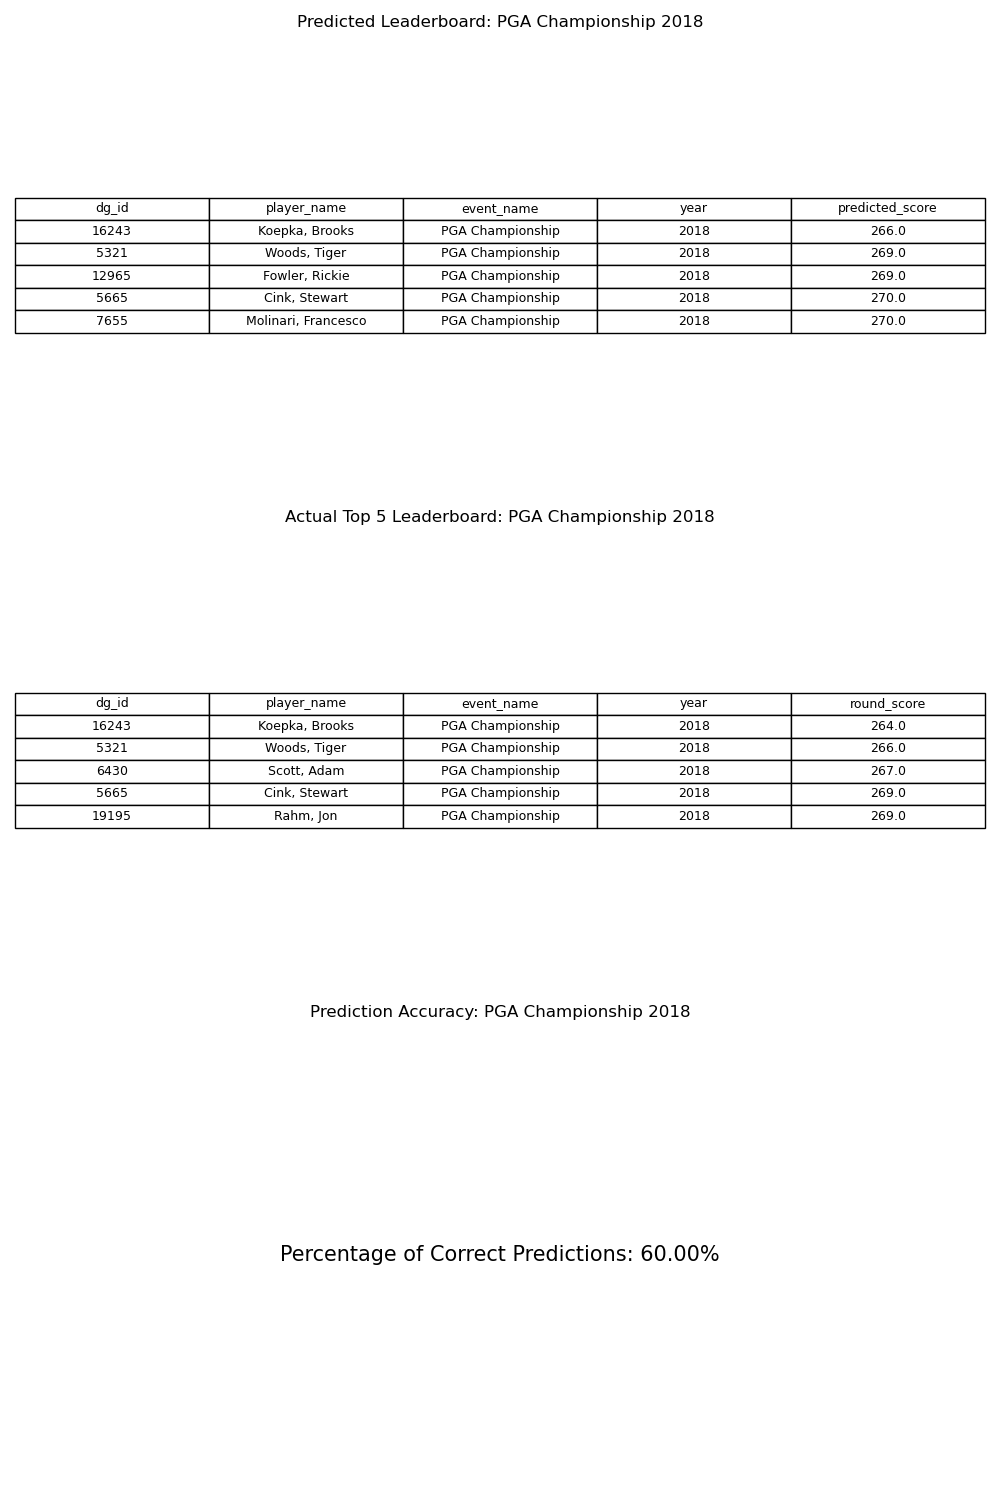 Predicted Leaderboard: PGA Championship 2018
dg_id player_name event_name year predicted_score
16243 Koepka, Brooks PGA Championship 2018 266.0
5321 Woods, Tiger PGA Championship 2018 269.0
12965 Fowler, Rickie PGA Championship 2018 269.0
5665 Cink, Stewart PGA Championship 2018 270.0
7655 Molinari, Francesco PGA Championship 2018 270.0
Actual Top 5 Leaderboard: PGA Championship 2018
dg_id player_name event_name year round_score
16243 Koepka, Brooks PGA Championship 2018 264.0
5321 Woods, Tiger PGA Championship 2018 266.0
6430 Scott, Adam PGA Championship 2018 267.0
5665 Cink, Stewart PGA Championship 2018 269.0
19195 Rahm, Jon PGA Championship 2018 269.0
Prediction Accuracy: PGA Championship 2018
Percentage of Correct Predictions: 60.00%